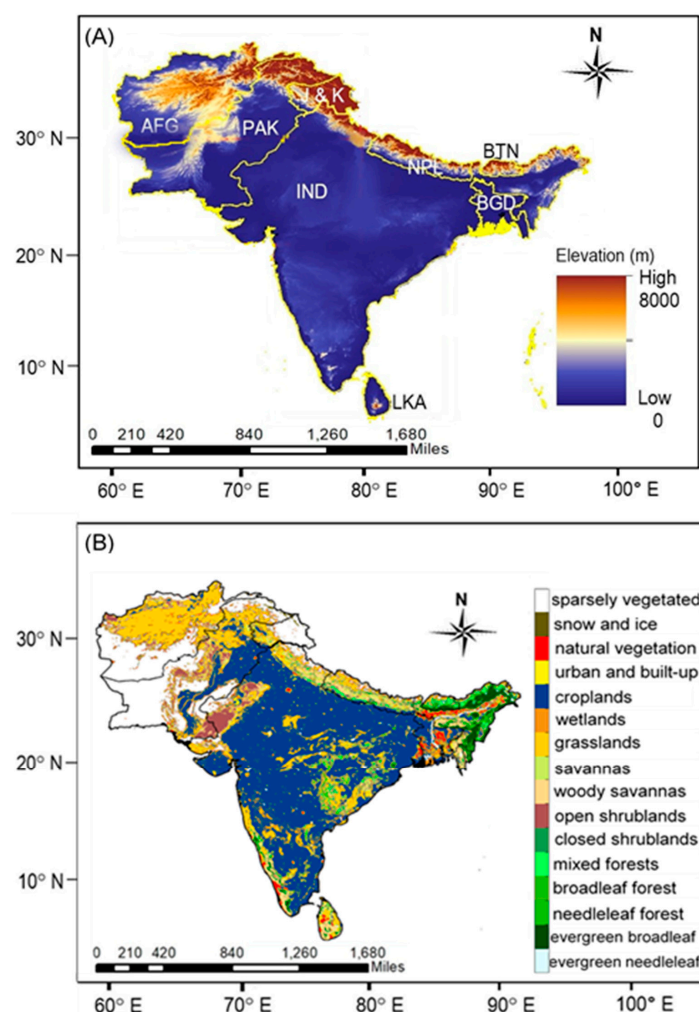 (A)
N
J & K
AFG
PAK
BTN
NPL
IND
BGD
LKA
30° N
20° N
10° N
Elevation (m)
High
8000
Low
0
0 210 420 840 1,260 1,680
Miles
60° E 70° E 80° E 90° E 100° E
(B)
N
30° N
20° N
10° N
sparsely vegetated
snow and ice
natural vegetation
urban and built-up
croplands
wetlands
grasslands
savannas
woody savannas
open shrublands
closed shrublands
mixed forests
broadleaf forest
needleleaf forest
evergreen broadleaf
evergreen needleleaf
0 210 420 840 1,260 1,680
Miles
60° E 70° E 80° E 90° E 100° E